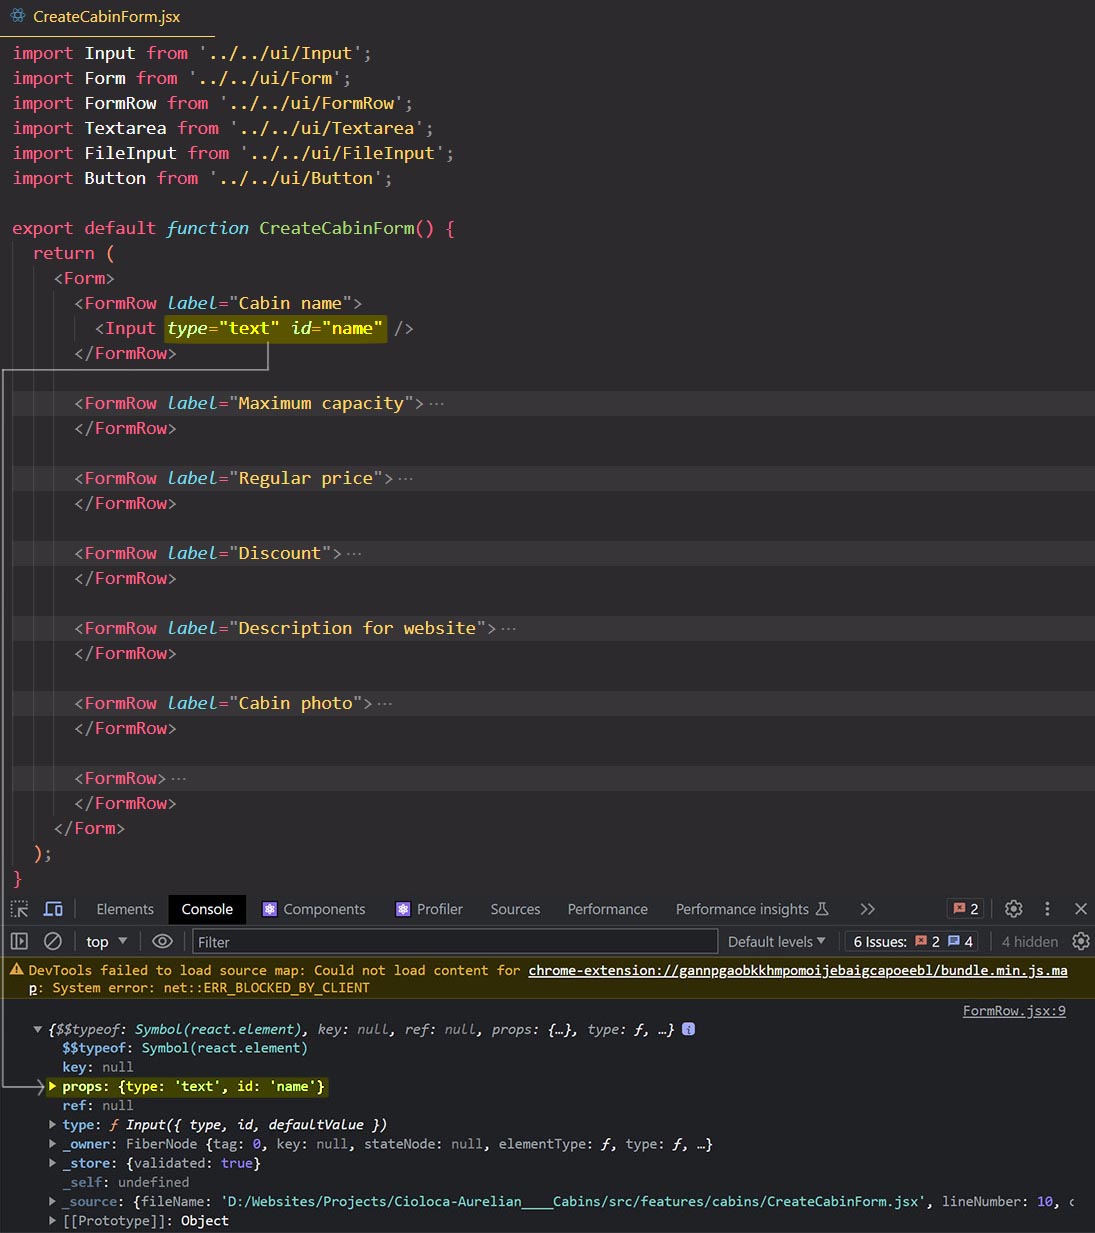 CreateCabinForm.jsx
import Input from '../../ui/Input';
import Form from '../../ui/Form';
import FormRow from '../../ui/FormRow';
import Textarea from '../../ui/Textarea';
import FileInput from '../../ui/FileInput';
import Button from '../../ui/Button';
export default function CreateCabinForm() {
return (
<Form>
<FormRow label="Cabin name">
<Input type="text" id="name" />
</FormRow>
<FormRow label="Maximum capacity">···
</FormRow>
<FormRow label="Regular price">···
</FormRow>
<FormRow label="Discount">···
</FormRow>
<FormRow label="Description for website">···
</FormRow>
<FormRow label="Cabin photo">···
</FormRow>
<FormRow>···
</FormRow>
</Form>
);
}
Elements Console Components Profiler Sources Performance Performance insights 2
top Filter Default levels 6 Issues: 2 4 4 hidden
DevTools failed to load source map: Could not load content for chrome-extension://gannpgaobkkhmpomoijebaigcapoeebl/bundle.min.js.ma
p: System error: net::ERR_BLOCKED_BY_CLIENT
FormRow.jsx:9
{$$typeof: Symbol(react.element), key: null, ref: null, props: {…}, type: ƒ, …} i
$$typeof: Symbol(react.element)
key: null
props: {type: 'text', id: 'name'}
ref: null
type: ƒ Input({ type, id, defaultValue })
_owner: FiberNode {tag: 0, key: null, stateNode: null, elementType: ƒ, type: ƒ, …}
_store: {validated: true}
_self: undefined
_source: {fileName: 'D:/Websites/Projects/Cioloca-Aurelian____Cabins/src/features/cabins/CreateCabinForm.jsx', lineNumber: 10, c
[[Prototype]]: Object